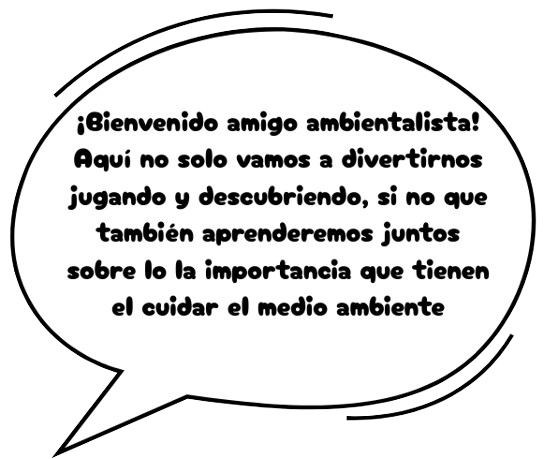 ¡Bienvenido amigo ambientalista!
Aquí no solo vamos a divertirnos
jugando y descubriendo, si no que
también aprenderemos juntos
sobre lo la importancia que tienen
el cuidar el medio ambiente